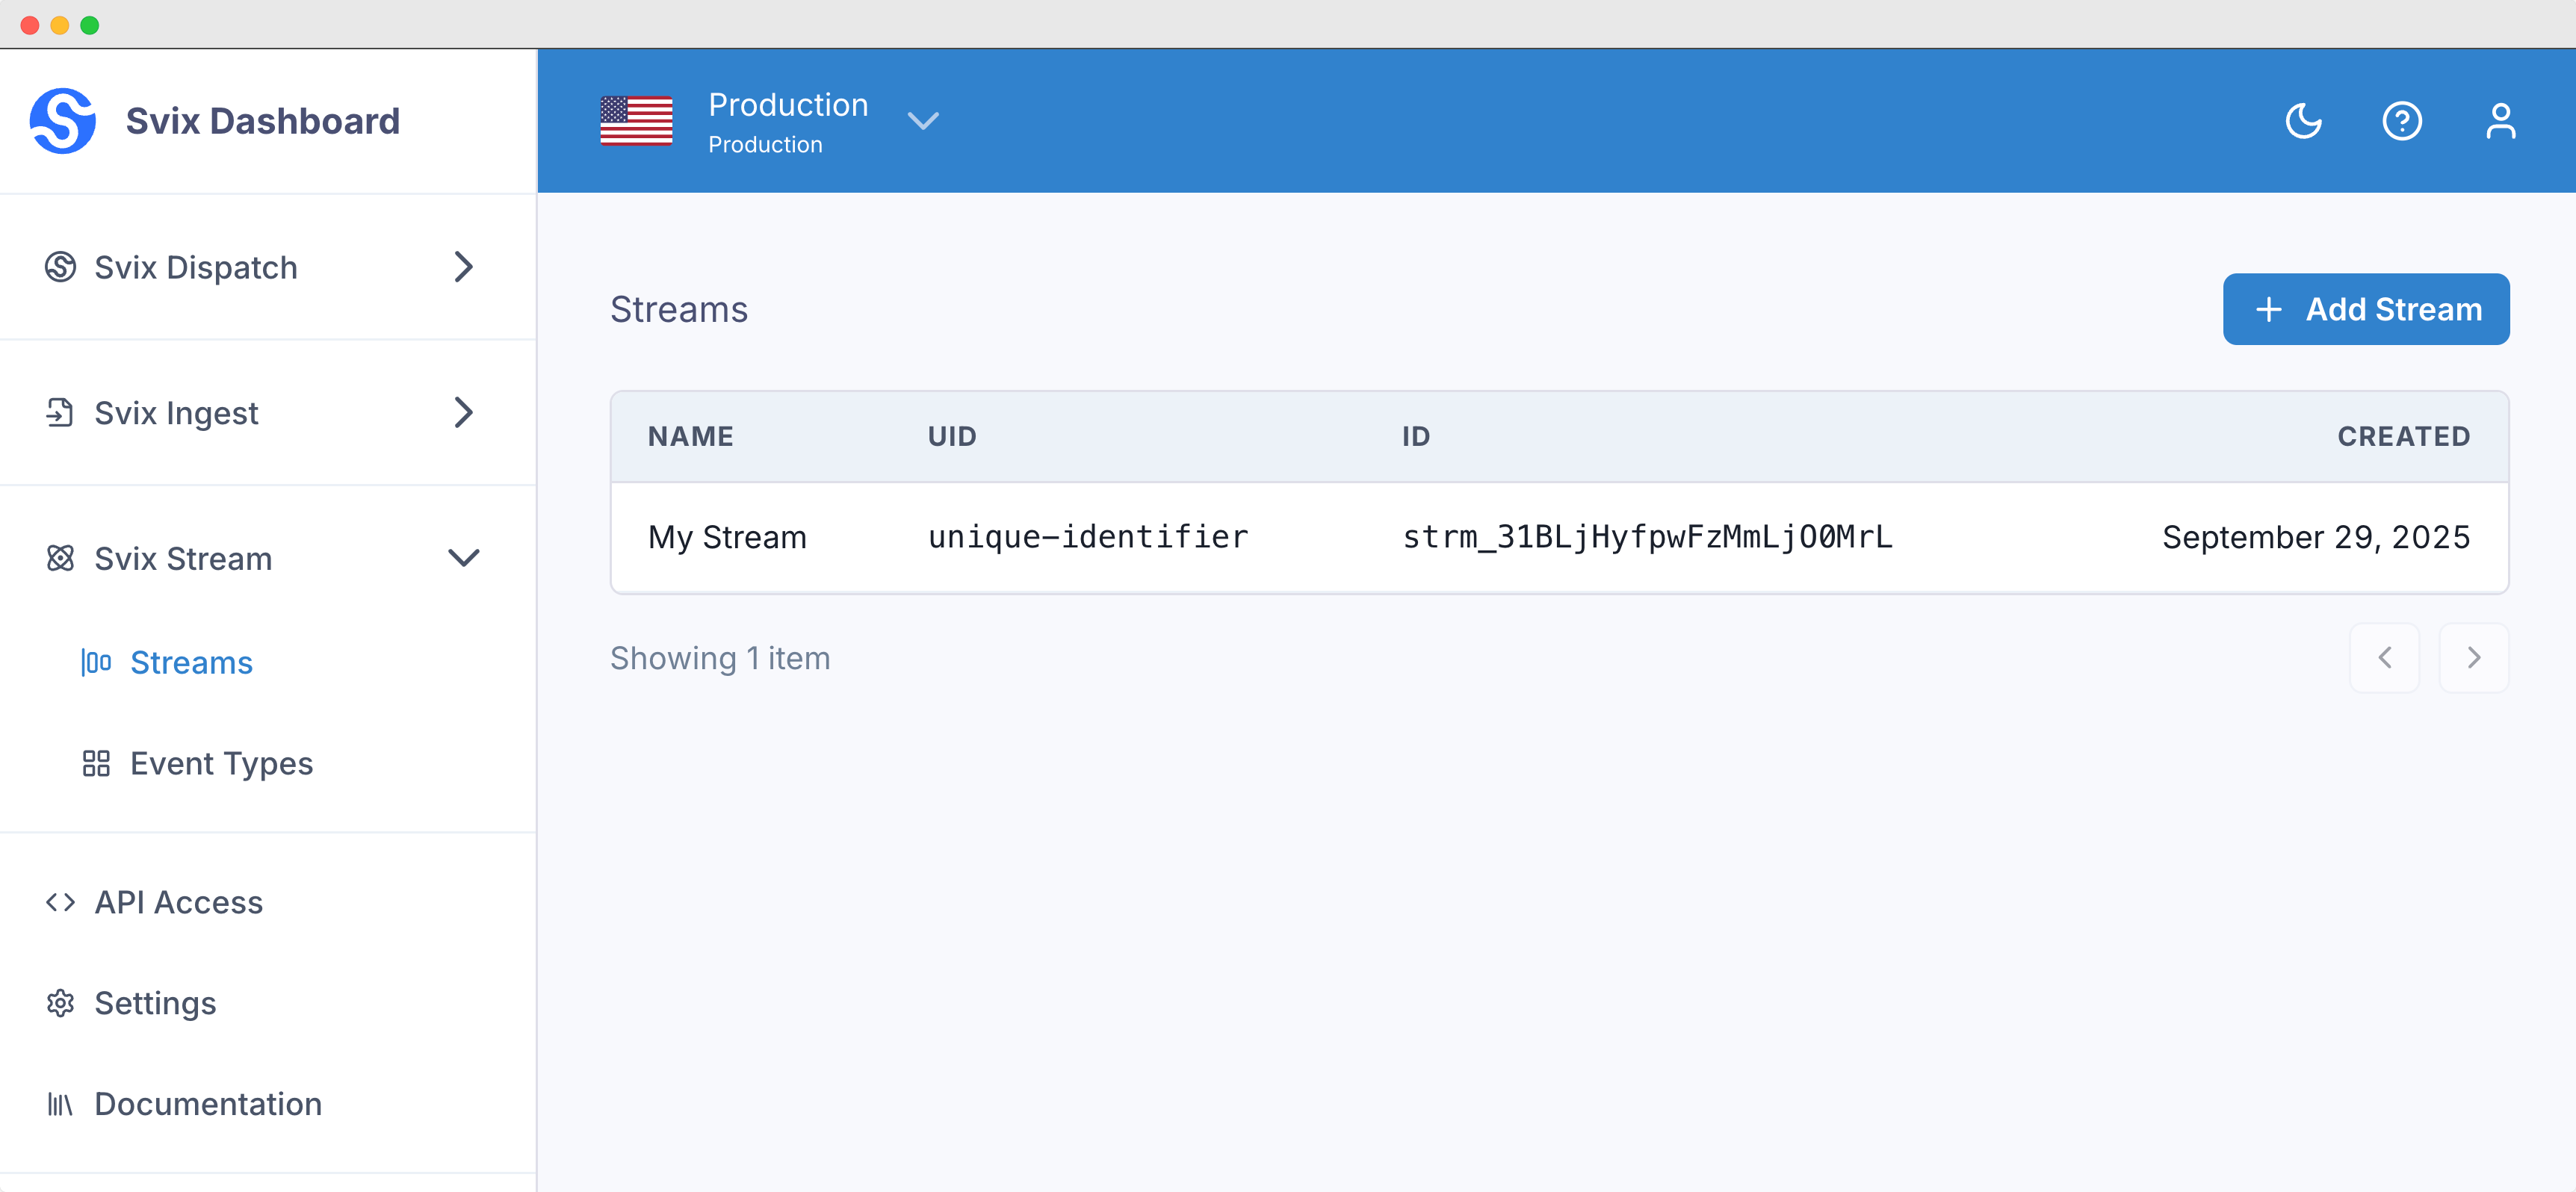 Svix Dashboard
Production
Production
Svix Dispatch
Svix Ingest
Svix Stream
Streams
Event Types
API Access
Settings
Documentation
Streams
+ Add Stream
NAME UID ID CREATED
My Stream unique-identifier strm_31BLjHyfpwFzMmLjO0MrL September 29, 2025
Showing 1 item